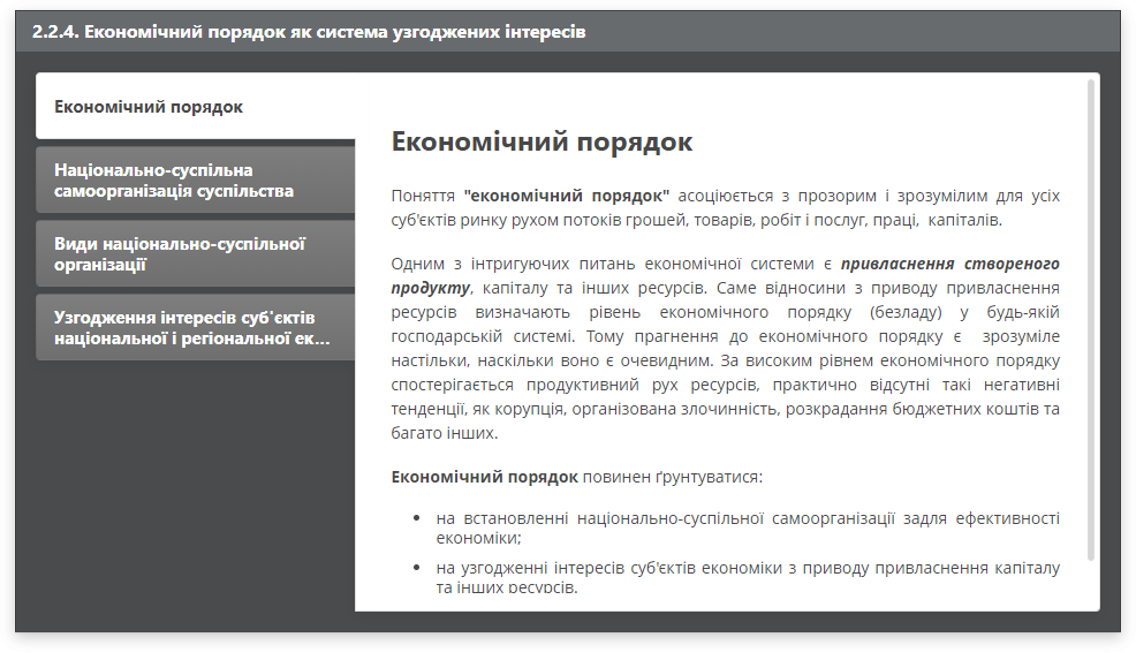 2.2.4. Економічний порядок як система узгоджених інтересів
Економічний порядок
Національно-суспільна
самоорганізація суспільства
Види національно-суспільної
організації
Узгодження інтересів суб'єктів
національної і регіональної ек...
Економічний порядок
Поняття "економічний порядок" асоціюється з прозорим і зрозумілим для усіх
суб'єктів ринку рухом потоків грошей, товарів, робіт і послуг, праці, капіталів.
Одним з інтригуючих питань економічної системи є привласнення створеного
продукту, капіталу та інших ресурсів. Саме відносини з приводу привласнення
ресурсів визначають рівень економічного порядку (безладу) у будь-якій
господарській системі. Тому прагнення до економічного порядку є зрозуміле
настільки, наскільки воно є очевидним. За високим рівнем економічного порядку
спостерігається продуктивний рух ресурсів, практично відсутні такі негативні
тенденції, як корупція, організована злочинність, розкрадання бюджетних коштів та
багато інших.
Економічний порядок повинен ґрунтуватися:
• на встановленні національно-суспільної самоорганізації задля ефективності
економіки;
• на узгодженні інтересів суб'єктів економіки з приводу привласнення капіталу
та інших ресурсів.